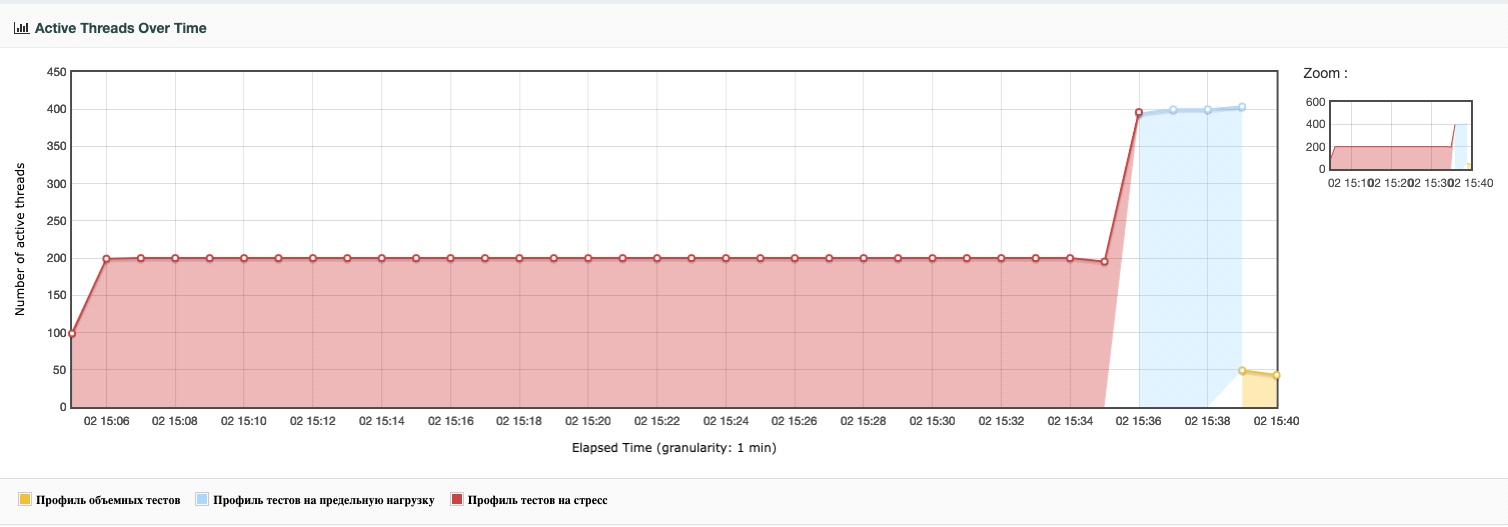 Active Threads Over Time
Zoom :
450
400
350
300
250
200
150
100
50
0
Number of active threads
02 15:06 02 15:08 02 15:10 02 15:12 02 15:14 02 15:16 02 15:18 02 15:20 02 15:22 02 15:24 02 15:26 02 15:28 02 15:30 02 15:32 02 15:34 02 15:36 02 15:38 02 15:40
Elapsed Time (granularity: 1 min)
600
400
200
0
02 15:10 02 15:20 02 15:30 02 15:40
Профиль объемных тестов Профиль тестов на предельную нагрузку Профиль тестов на стресс